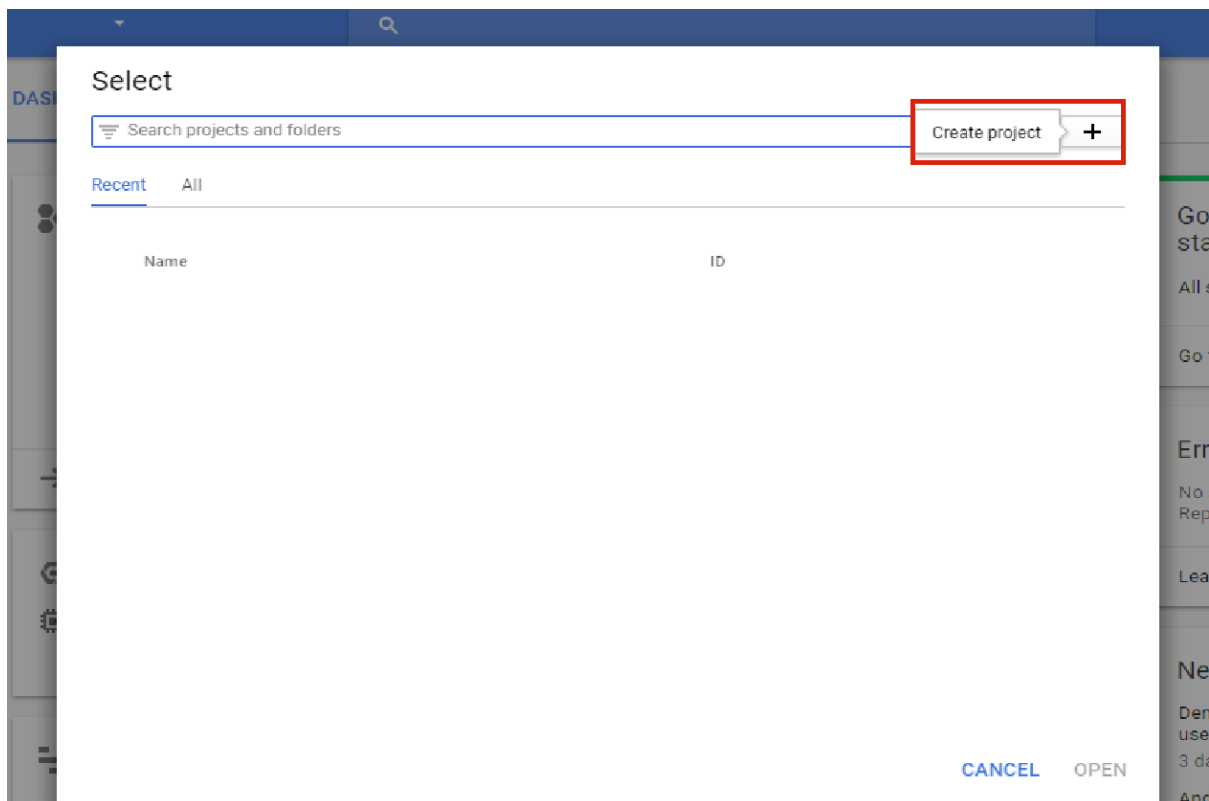 Select
DAS
Search projects and folders
Create project
Recent All
Name ID
Go
sta
All s
Go
Err
No
Rep
Lea
Ne
Den
use
3 da
And
CANCEL OPEN